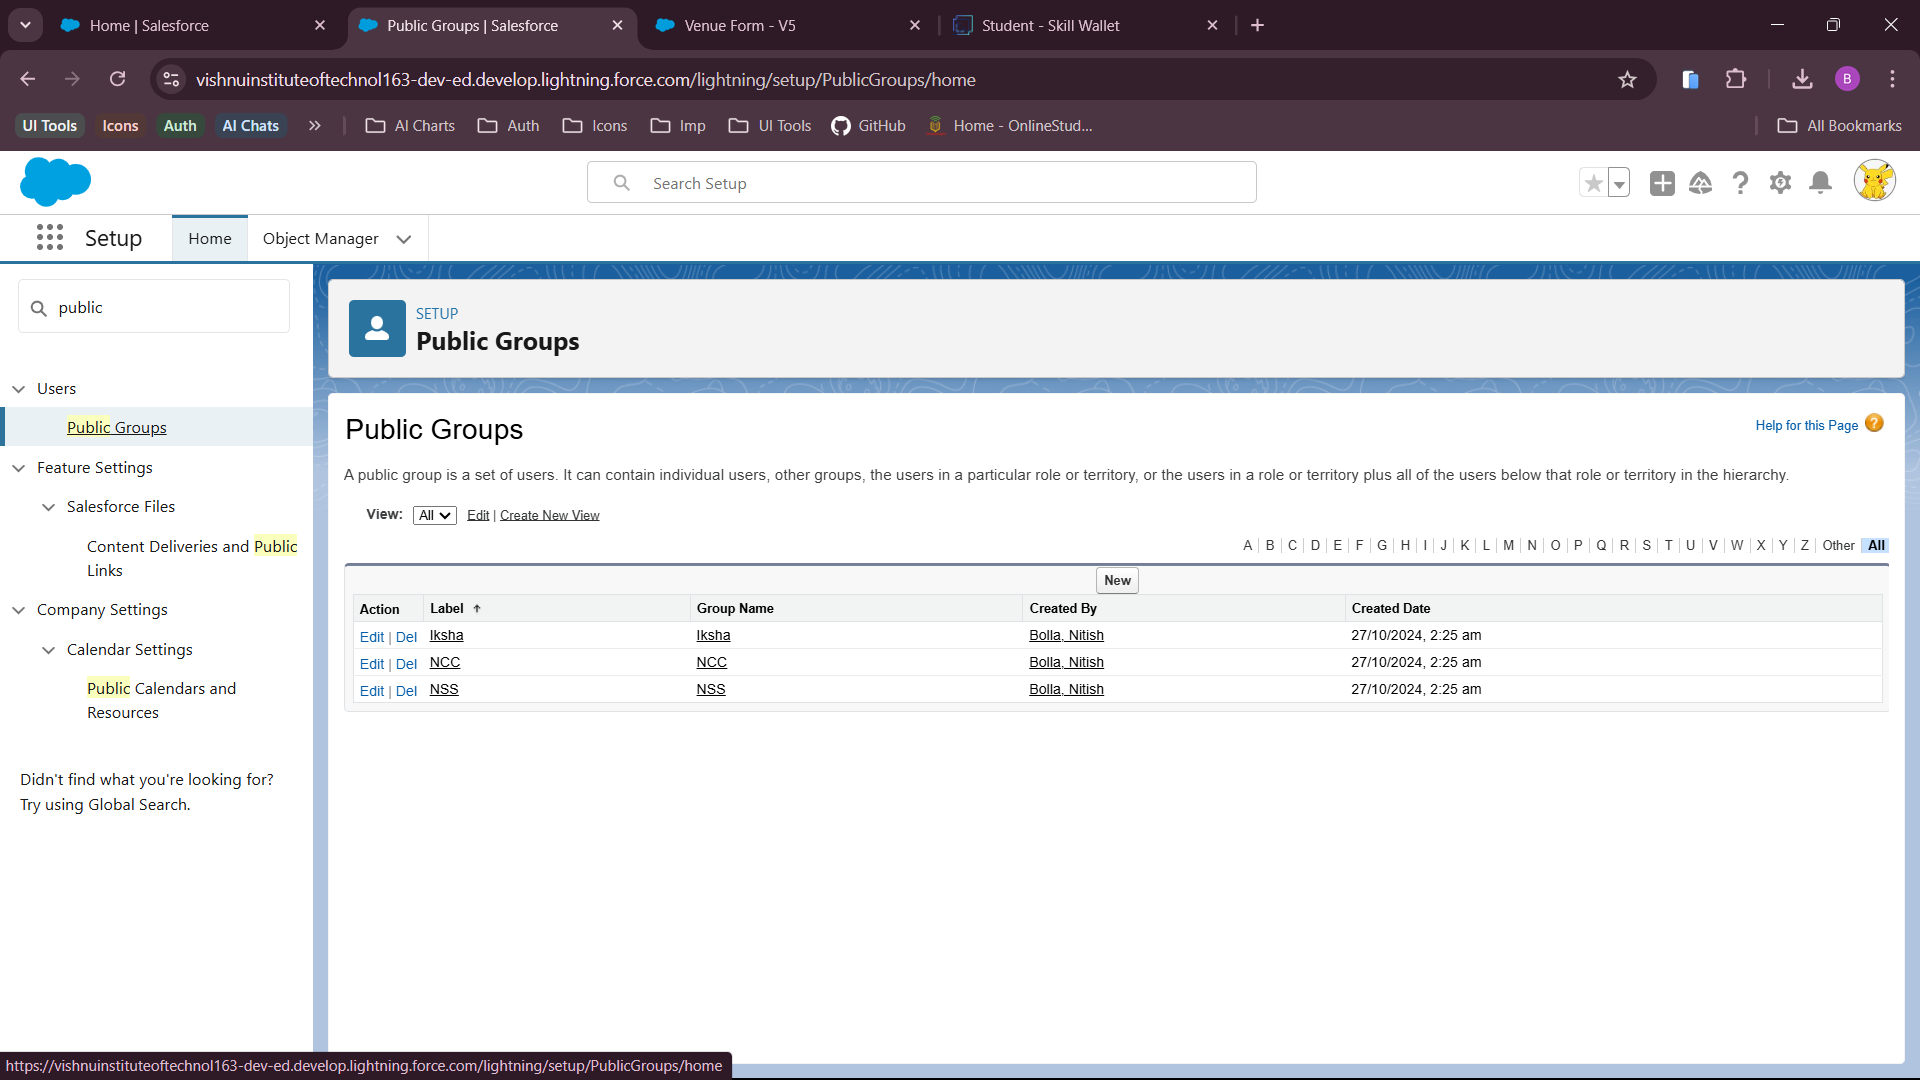 Home | Salesforce
Public Groups | Salesforce
Venue Form - V5
Student - Skill Wallet
vishnuinstituteoftechnol163-dev-ed.develop.lightning.force.com/lightning/setup/PublicGroups/home
B
UI Tools
Icons
Auth
AI Chats
AI Charts
Auth
Icons
Imp
UI Tools
GitHub
Home - OnlineStud...
All Bookmarks
Search Setup
Setup
Home
Object Manager
public
Users
Public Groups
Feature Settings
Salesforce Files
Content Deliveries and Public
Links
Company Settings
Calendar Settings
Public Calendars and
Resources
Didn't find what you're looking for?
Try using Global Search.
SETUP
Public Groups
Public Groups
Help for this Page ?
A public group is a set of users. It can contain individual users, other groups, the users in a particular role or territory, or the users in a role or territory plus all of the users below that role or territory in the hierarchy.
View: All Edit | Create New View
A | B | C | D | E | F | G | H | I | J | K | L | M | N | O | P | Q | R | S | T | U | V | W | X | Y | Z | Other All
New
Action Label Group Name Created By Created Date
Edit | Del Iksha Iksha Bolla, Nitish 27/10/2024, 2:25 am
Edit | Del NCC NCC Bolla, Nitish 27/10/2024, 2:25 am
Edit | Del NSS NSS Bolla, Nitish 27/10/2024, 2:25 am
https://vishnuinstituteoftechnol163-dev-ed.develop.lightning.force.com/lightning/setup/PublicGroups/home